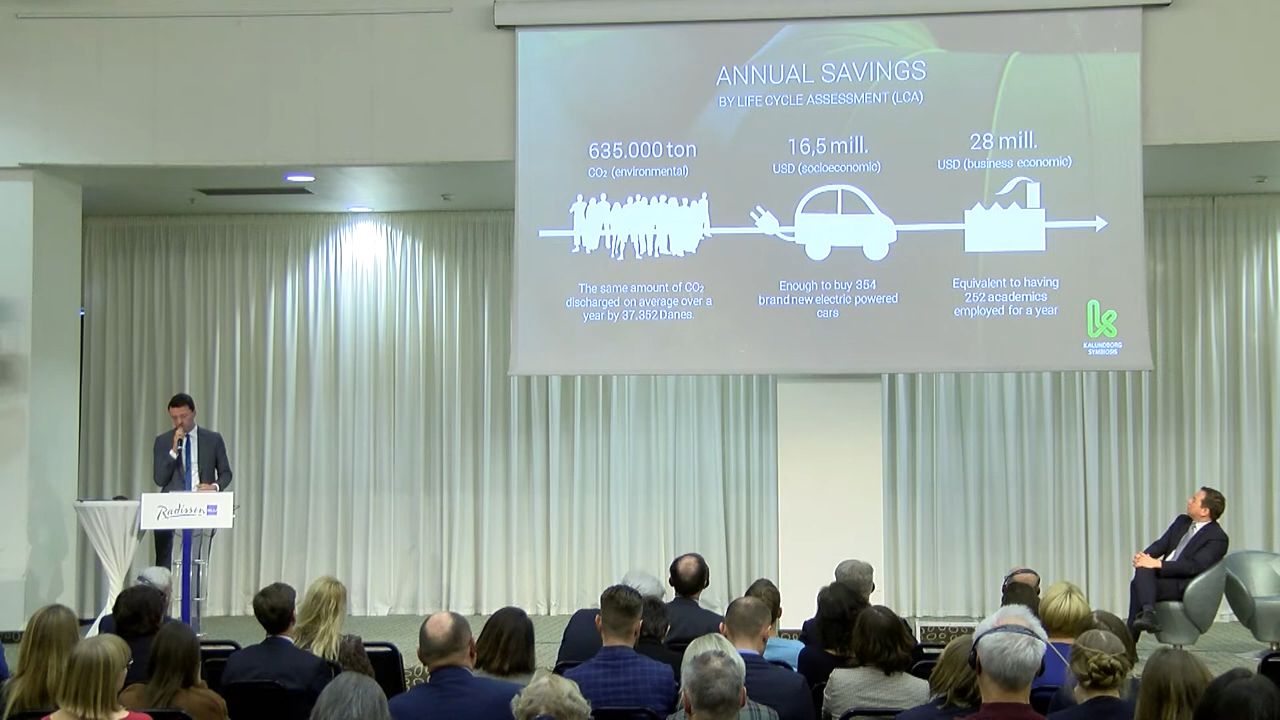 ANNUAL SAVINGS
BY LIFE CYCLE ASSESSMENT (LCA)
635.000 ton
CO₂ (environmental)
The same amount of CO₂
discharged on average over a
year by 37.352 Danes.
16,5 mill.
USD (socioeconomic)
Enough to buy 354
brand new electric powered
cars
28 mill.
USD (business economic)
Equivalent to having
252 academics
employed for a year
KALUNDBORG
SYMBIOSIS
Radisson BLU